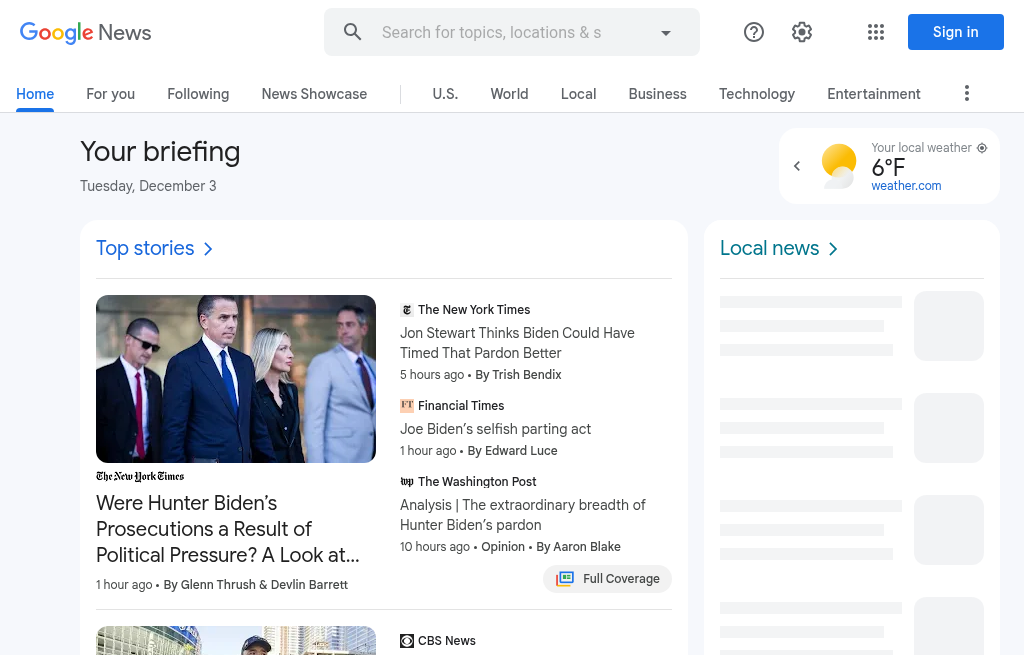 Google News
Search for topics, locations & s
Sign in
Home
For you
Following
News Showcase
U.S.
World
Local
Business
Technology
Entertainment
Your briefing
Tuesday, December 3
Your local weather
6°F
weather.com
Top stories
The New York Times
Were Hunter Biden’s
Prosecutions a Result of
Political Pressure? A Look at...
1 hour ago • By Glenn Thrush & Devlin Barrett
The New York Times
Jon Stewart Thinks Biden Could Have
Timed That Pardon Better
5 hours ago • By Trish Bendix
FT Financial Times
Joe Biden’s selfish parting act
1 hour ago • By Edward Luce
wp The Washington Post
Analysis | The extraordinary breadth of
Hunter Biden’s pardon
10 hours ago • Opinion • By Aaron Blake
Full Coverage
CBS News
Local news